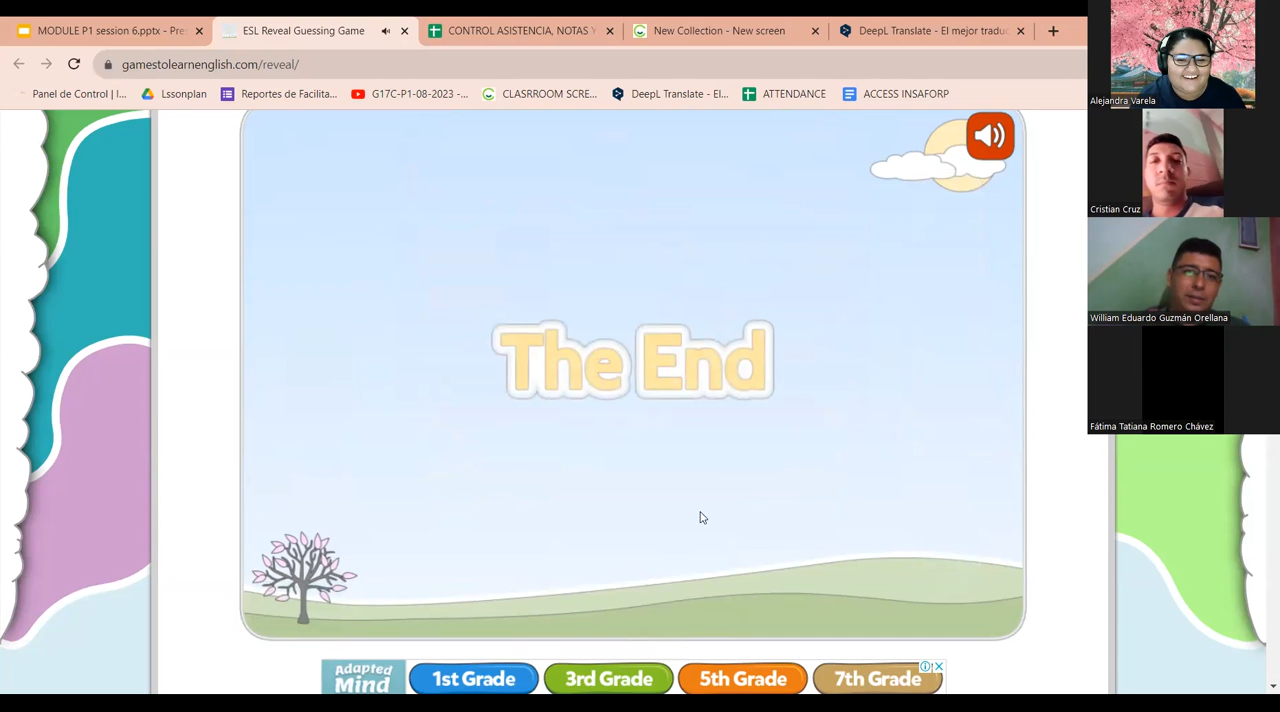 MODULE P1 session 6.pptx - Pre
ESL Reveal Guessing Game
CONTROL ASISTENCIA, NOTAS Y
New Collection - New screen
DeepL Translate - El mejor tradu
gamestolearnenglish.com/reveal/
Panel de Control | I...
Lssonplan
Reportes de Facilita...
G17C-P1-08-2023 -...
CLASRROOM SCRE...
DeepL Translate - El...
ATTENDANCE
ACCESS INSAFORP
Alejandra Varela
Cristian Cruz
William Eduardo Guzmán Orellana
Fátima Tatiana Romero Chávez
The End
Adapted
Mind
1st Grade
3rd Grade
5th Grade
7th Grade